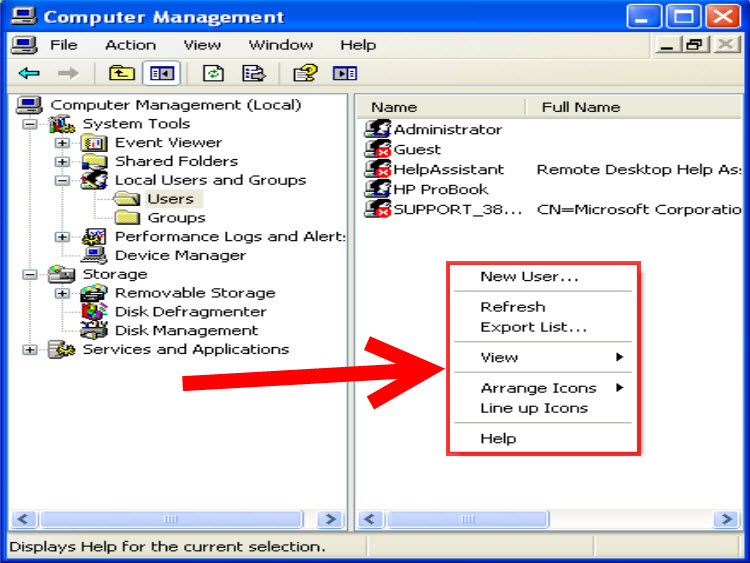 Computer Management
File Action View Window Help
Computer Management (Local)
System Tools
Event Viewer
Shared Folders
Local Users and Groups
Users
Groups
Performance Logs and Alert:
Device Manager
Storage
Removable Storage
Disk Defragmenter
Disk Management
Services and Applications
Name Full Name
Administrator
Guest
HelpAssistant Remote Desktop Help As:
HP ProBook
SUPPORT_38... CN=Microsoft Corporatio
New User...
Refresh
Export List...
View
Arrange Icons
Line up Icons
Help
Displays Help for the current selection.